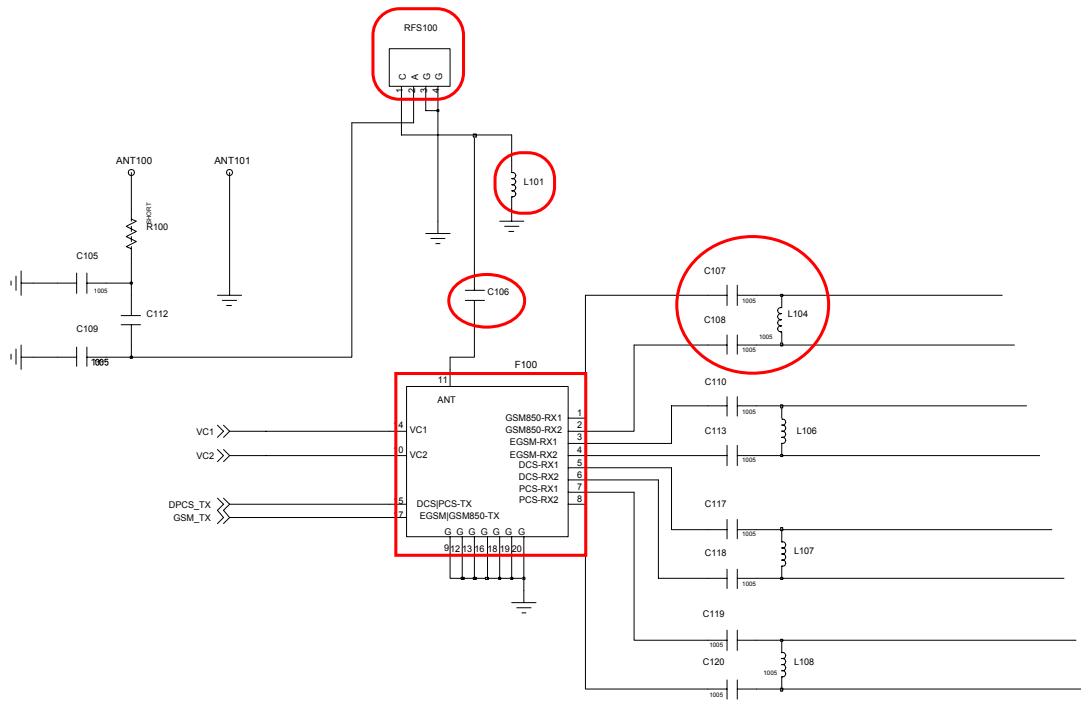 RFS100
C A G G
1 2 3 4
ANT100
ANT101
L101
SHORT
R100
C105
1005
C106
C112
C109
C107
1005
L104
C108
1005
F100
11
ANT
C110
1005
GSM850-RX1 1
GSM850-RX2 2
EGSM-RX1 3
EGSM-RX2 4
DCS-RX1 5
DCS-RX2 6
PCS-RX1 7
PCS-RX2 8
VC1
4 VC1
VC2
0 VC2
DPCS_TX
5 DCS|PCS-TX
GSM_TX
7 EGSM|GSM850-TX
G G G G G G G
9 12 13 16 18 19 20
L106
C113
1005
C117
1005
L107
C118
1005
C119
1005
L108
1005
C120
1005